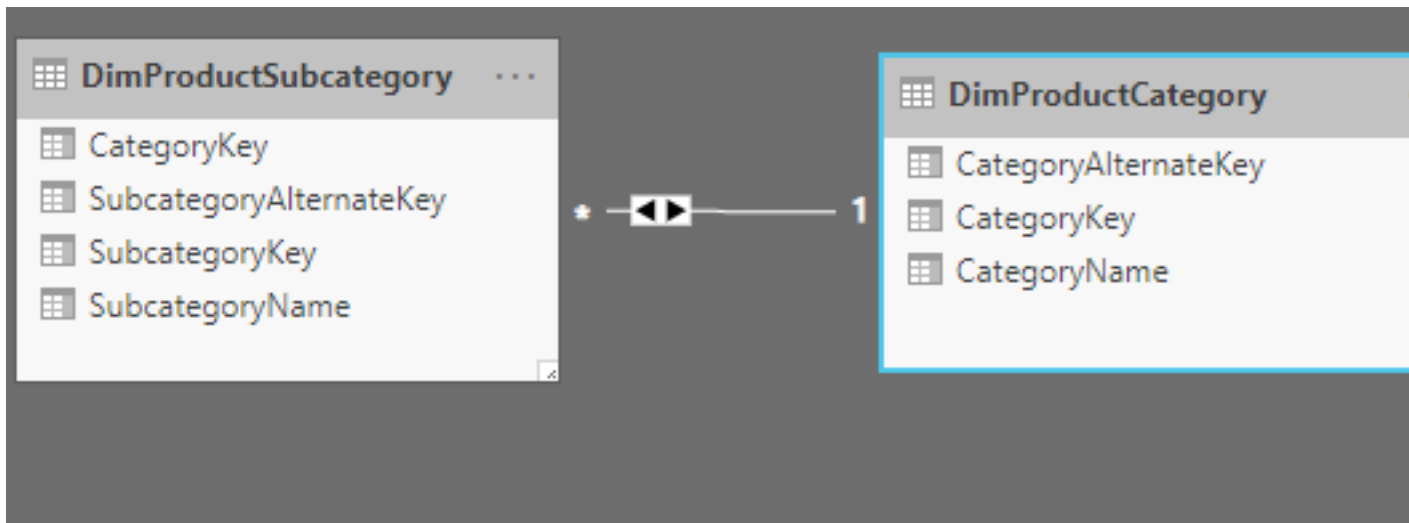 DimProductSubcategory ...
CategoryKey
SubcategoryAlternateKey
SubcategoryKey
SubcategoryName
* 1
DimProductCategory
CategoryAlternateKey
CategoryKey
CategoryName